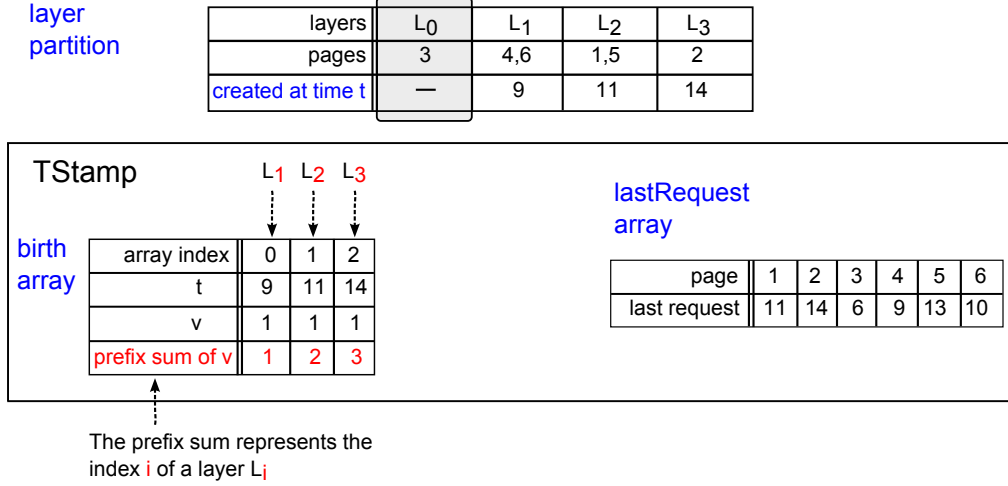 layer
partition
layers L0 L1 L2 L3
pages 3 4,6 1,5 2
created at time t — 9 11 14
TStamp
L1 L2 L3
birth
array
array index 0 1 2
t 9 11 14
v 1 1 1
prefix sum of v 1 2 3
lastRequest
array
page 1 2 3 4 5 6
last request 11 14 6 9 13 10
The prefix sum represents the
index i of a layer Li